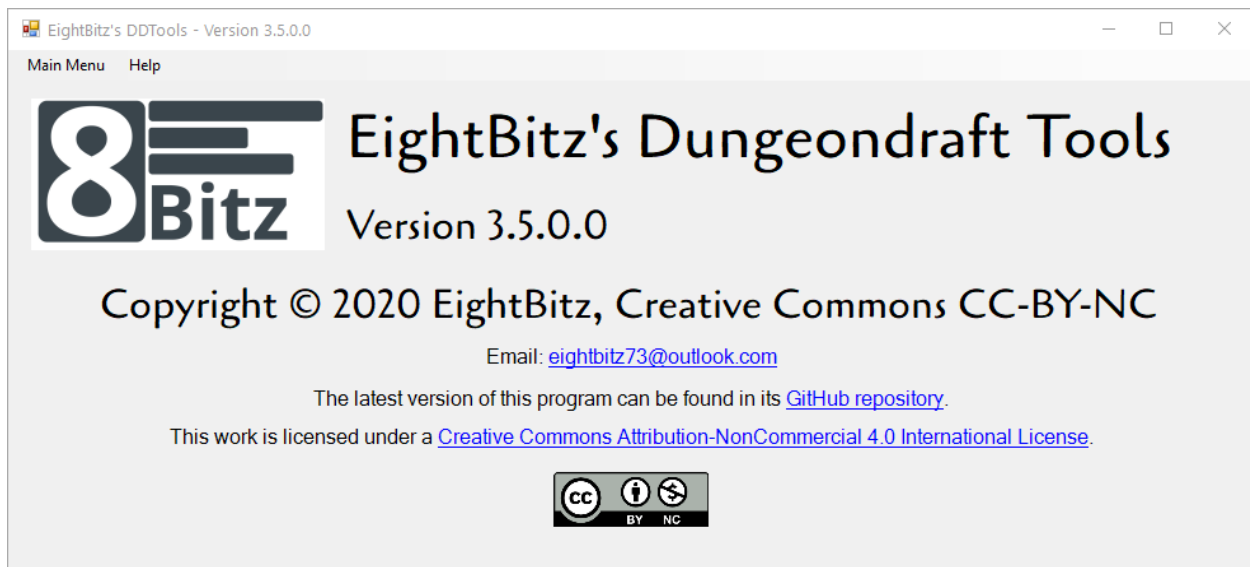 EightBitz's DDTools - Version 3.5.0.0
Main Menu Help
8
Bitz
EightBitz's Dungeondraft Tools
Version 3.5.0.0
Copyright © 2020 EightBitz, Creative Commons CC-BY-NC
Email: eightbitz73@outlook.com
The latest version of this program can be found in its GitHub repository.
This work is licensed under a Creative Commons Attribution-NonCommercial 4.0 International License.
cc
BY NC